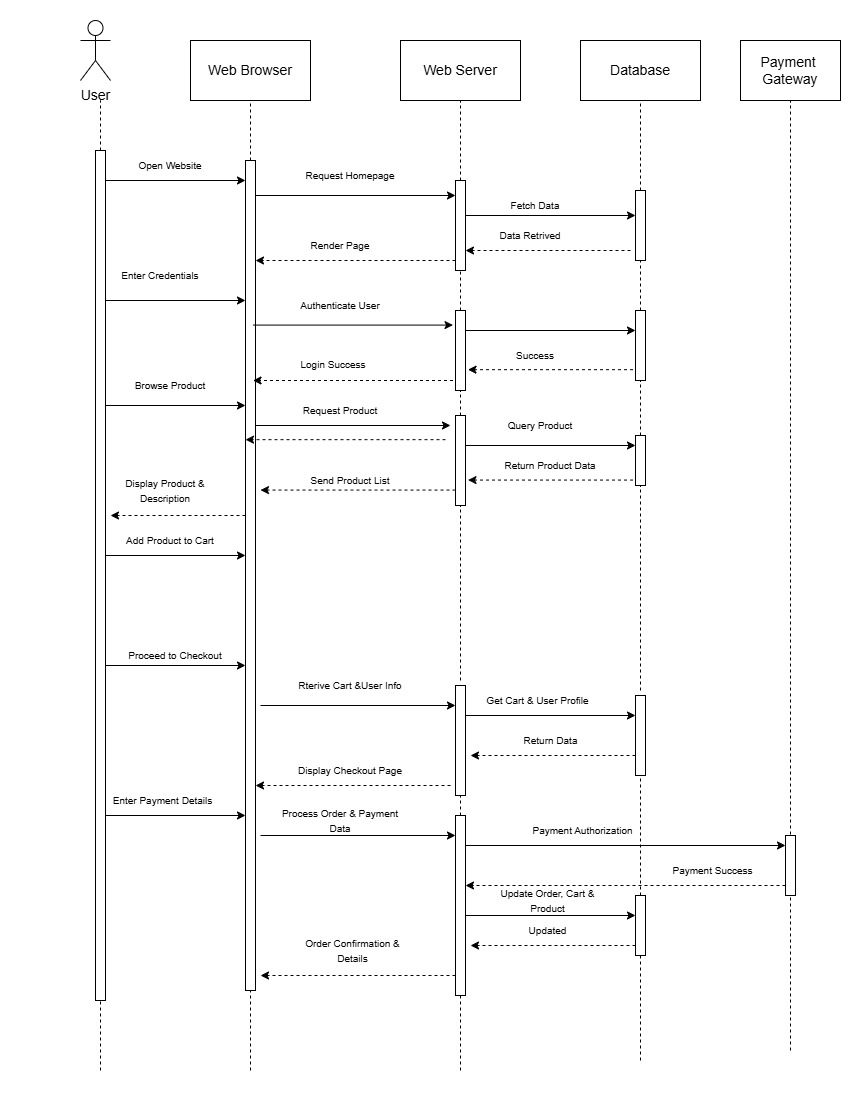 User
Web Browser
Web Server
Database
Payment
Gateway
Open Website
Request Homepage
Fetch Data
Data Retrived
Render Page
Enter Credentials
Authenticate User
Success
Login Success
Browse Product
Request Product
Query Product
Return Product Data
Send Product List
Display Product &
Description
Add Product to Cart
Proceed to Checkout
Rterive Cart &User Info
Get Cart & User Profile
Return Data
Display Checkout Page
Enter Payment Details
Process Order & Payment
Data
Payment Authorization
Payment Success
Update Order, Cart &
Product
Updated
Order Confirmation &
Details